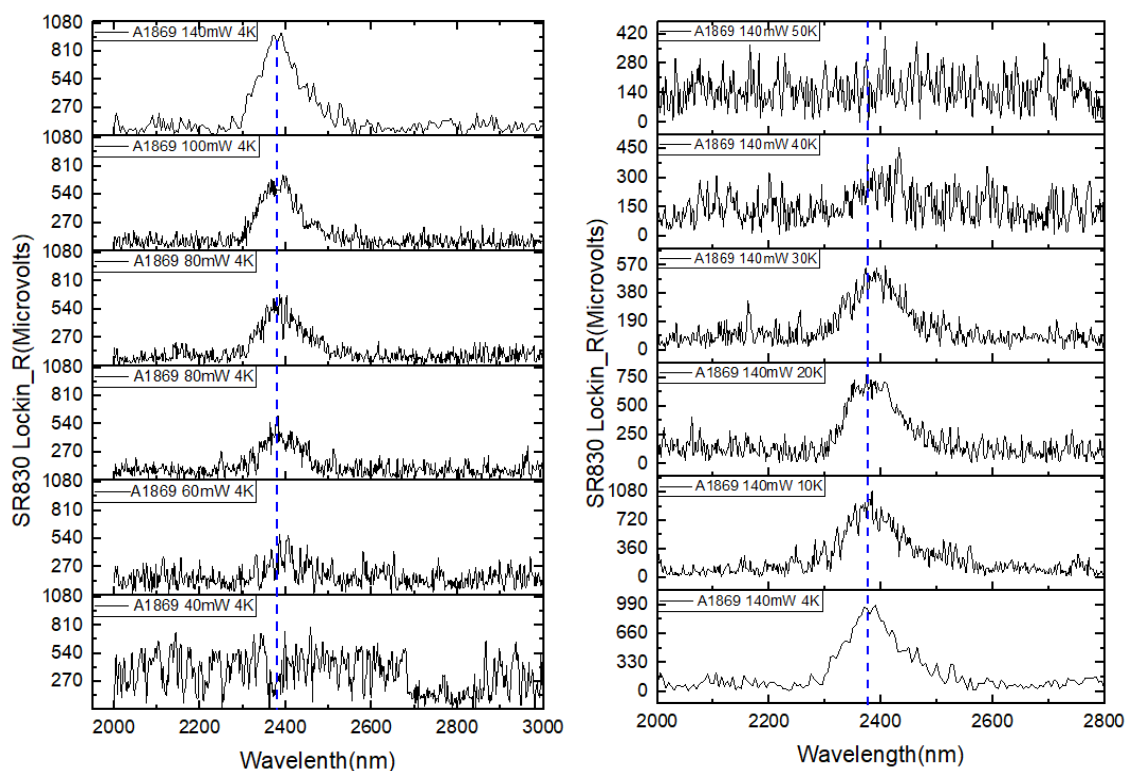 SR830 Lockin_R(Microvolts)
1080
810
540
270
A1869 140mW 4K
1080
810
540
270
A1869 100mW 4K
1080
810
540
270
A1869 80mW 4K
1080
810
540
270
A1869 80mW 4K
1080
810
540
270
A1869 60mW 4K
1080
810
540
270
A1869 40mW 4K
2000 2200 2400 2600 2800 3000
Wavelenth(nm)
SR830 Lockin_R(Microvolts)
420
280
140
0
A1869 140mW 50K
450
300
150
0
A1869 140mW 40K
570
380
190
0
A1869 140mW 30K
750
500
250
0
A1869 140mW 20K
1080
720
360
0
A1869 140mW 10K
990
660
330
0
A1869 140mW 4K
2000 2200 2400 2600 2800
Wavelength(nm)